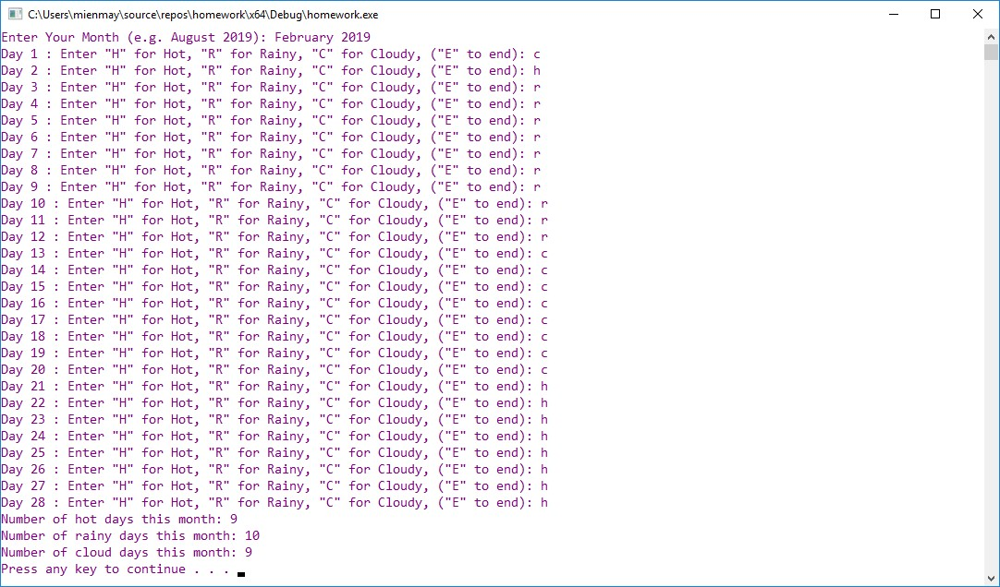 C:\Users\mienmay\source\repos\homework\x64\Debug\homework.exe
Enter Your Month (e.g. August 2019): February 2019
Day 1 : Enter "H" for Hot, "R" for Rainy, "C" for Cloudy, ("E" to end): c
Day 2 : Enter "H" for Hot, "R" for Rainy, "C" for Cloudy, ("E" to end): h
Day 3 : Enter "H" for Hot, "R" for Rainy, "C" for Cloudy, ("E" to end): r
Day 4 : Enter "H" for Hot, "R" for Rainy, "C" for Cloudy, ("E" to end): r
Day 5 : Enter "H" for Hot, "R" for Rainy, "C" for Cloudy, ("E" to end): r
Day 6 : Enter "H" for Hot, "R" for Rainy, "C" for Cloudy, ("E" to end): r
Day 7 : Enter "H" for Hot, "R" for Rainy, "C" for Cloudy, ("E" to end): r
Day 8 : Enter "H" for Hot, "R" for Rainy, "C" for Cloudy, ("E" to end): r
Day 9 : Enter "H" for Hot, "R" for Rainy, "C" for Cloudy, ("E" to end): r
Day 10 : Enter "H" for Hot, "R" for Rainy, "C" for Cloudy, ("E" to end): r
Day 11 : Enter "H" for Hot, "R" for Rainy, "C" for Cloudy, ("E" to end): r
Day 12 : Enter "H" for Hot, "R" for Rainy, "C" for Cloudy, ("E" to end): r
Day 13 : Enter "H" for Hot, "R" for Rainy, "C" for Cloudy, ("E" to end): c
Day 14 : Enter "H" for Hot, "R" for Rainy, "C" for Cloudy, ("E" to end): c
Day 15 : Enter "H" for Hot, "R" for Rainy, "C" for Cloudy, ("E" to end): c
Day 16 : Enter "H" for Hot, "R" for Rainy, "C" for Cloudy, ("E" to end): c
Day 17 : Enter "H" for Hot, "R" for Rainy, "C" for Cloudy, ("E" to end): c
Day 18 : Enter "H" for Hot, "R" for Rainy, "C" for Cloudy, ("E" to end): c
Day 19 : Enter "H" for Hot, "R" for Rainy, "C" for Cloudy, ("E" to end): c
Day 20 : Enter "H" for Hot, "R" for Rainy, "C" for Cloudy, ("E" to end): c
Day 21 : Enter "H" for Hot, "R" for Rainy, "C" for Cloudy, ("E" to end): h
Day 22 : Enter "H" for Hot, "R" for Rainy, "C" for Cloudy, ("E" to end): h
Day 23 : Enter "H" for Hot, "R" for Rainy, "C" for Cloudy, ("E" to end): h
Day 24 : Enter "H" for Hot, "R" for Rainy, "C" for Cloudy, ("E" to end): h
Day 25 : Enter "H" for Hot, "R" for Rainy, "C" for Cloudy, ("E" to end): h
Day 26 : Enter "H" for Hot, "R" for Rainy, "C" for Cloudy, ("E" to end): h
Day 27 : Enter "H" for Hot, "R" for Rainy, "C" for Cloudy, ("E" to end): h
Day 28 : Enter "H" for Hot, "R" for Rainy, "C" for Cloudy, ("E" to end): h
Number of hot days this month: 9
Number of rainy days this month: 10
Number of cloud days this month: 9
Press any key to continue . . .